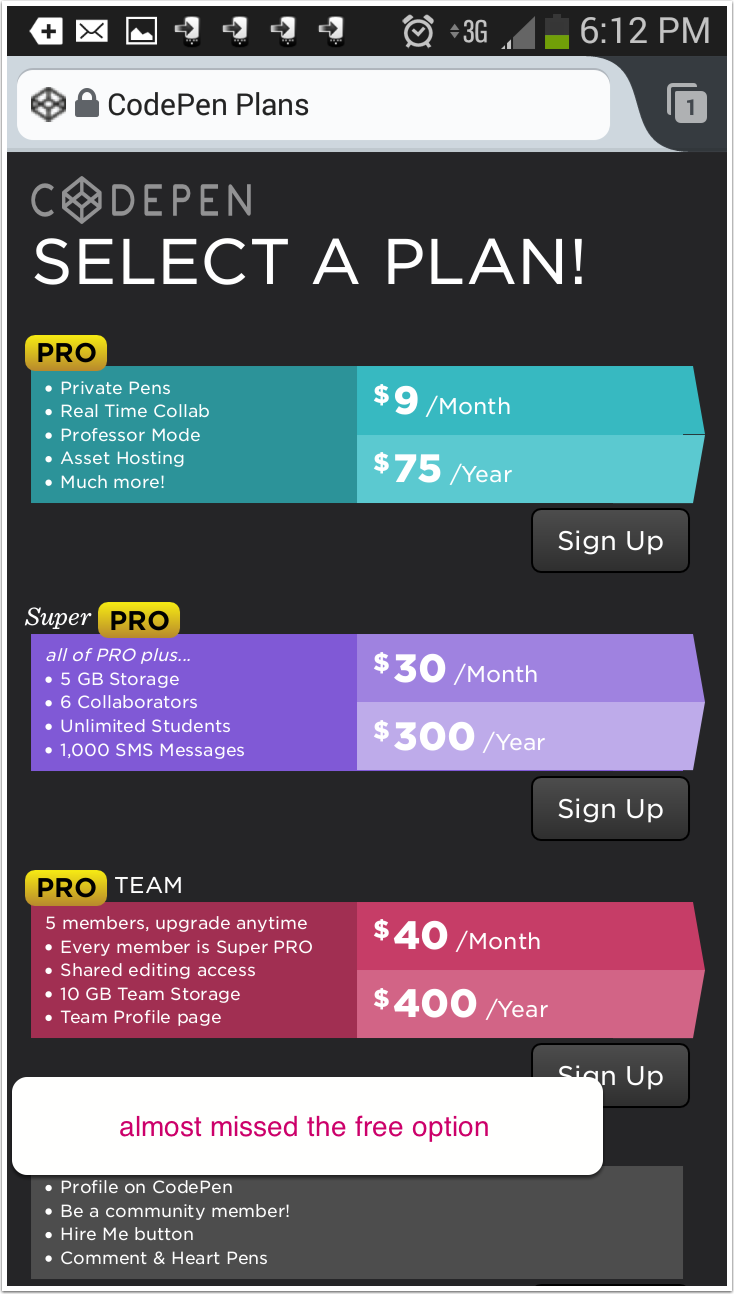 3G 6:12 PM
CodePen Plans 1
CODEPEN
SELECT A PLAN!
PRO
• Private Pens
• Real Time Collab
• Professor Mode
• Asset Hosting
• Much more!
$9 /Month
$75 /Year
Sign Up
Super PRO
all of PRO plus...
• 5 GB Storage
• 6 Collaborators
• Unlimited Students
• 1,000 SMS Messages
$30 /Month
$300 /Year
Sign Up
PRO TEAM
5 members, upgrade anytime
• Every member is Super PRO
• Shared editing access
• 10 GB Team Storage
• Team Profile page
$40 /Month
$400 /Year
Sign Up
almost missed the free option
• Profile on CodePen
• Be a community member!
• Hire Me button
• Comment & Heart Pens